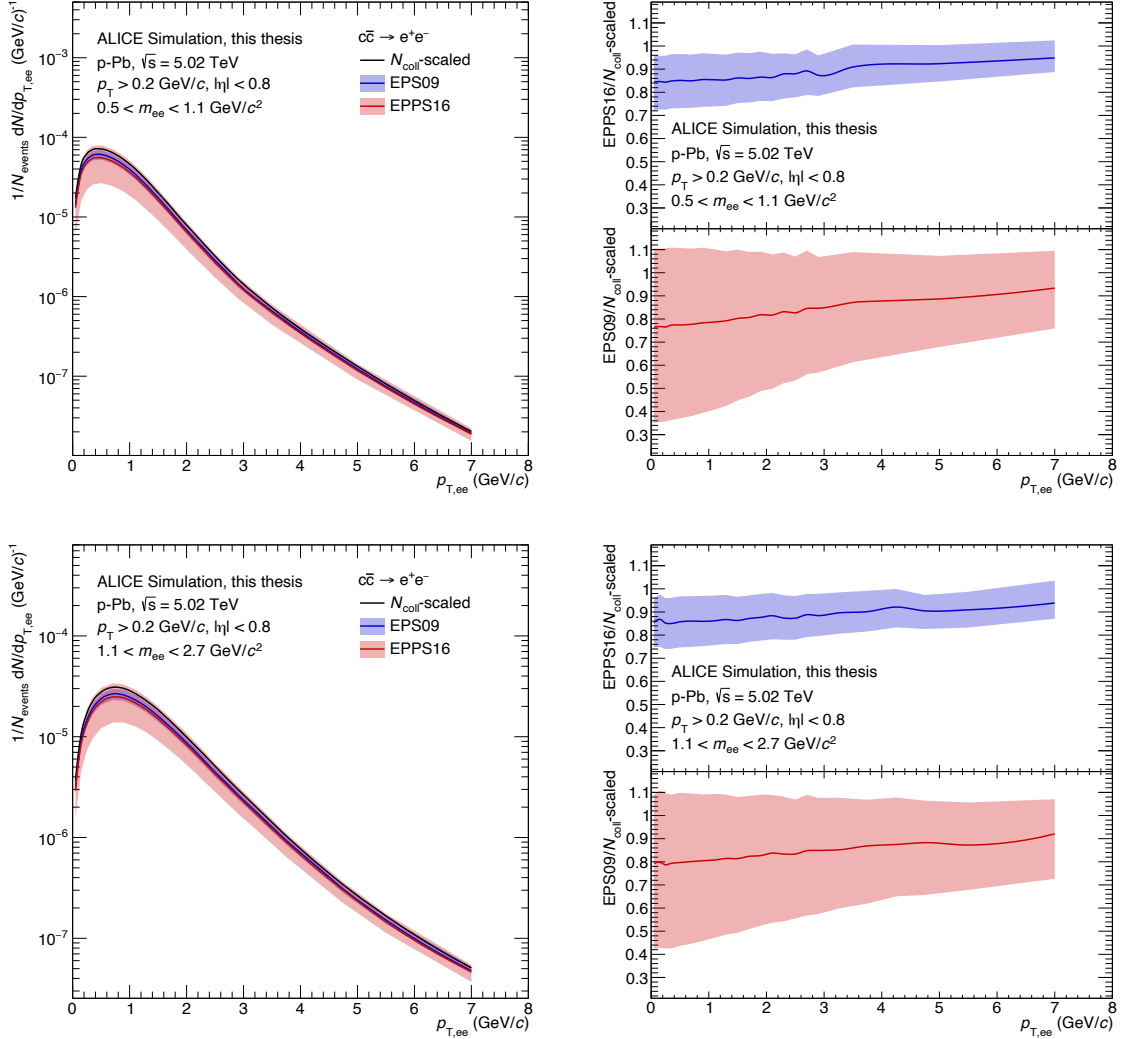 1/N_events dN/dp_T,ee (GeV/c)⁻¹
10⁻³
10⁻⁴
10⁻⁵
10⁻⁶
10⁻⁷
ALICE Simulation, this thesis
p-Pb, √s = 5.02 TeV
p_T > 0.2 GeV/c, |η| < 0.8
0.5 < m_ee < 1.1 GeV/c²
cc̄ → e⁺e⁻
N_coll-scaled
EPS09
EPPS16
0 1 2 3 4 5 6 7 8
p_T,ee (GeV/c)
EPPS16/N_coll-scaled
1.1
1
0.9
0.8
0.7
0.6
0.5
0.4
0.3
ALICE Simulation, this thesis
p-Pb, √s = 5.02 TeV
p_T > 0.2 GeV/c, |η| < 0.8
0.5 < m_ee < 1.1 GeV/c²
EPS09/N_coll-scaled
1.1
1
0.9
0.8
0.7
0.6
0.5
0.4
0.3
0 1 2 3 4 5 6 7 8
p_T,ee (GeV/c)
1/N_events dN/dp_T,ee (GeV/c)⁻¹
10⁻³
10⁻⁴
10⁻⁵
10⁻⁶
10⁻⁷
ALICE Simulation, this thesis
p-Pb, √s = 5.02 TeV
p_T > 0.2 GeV/c, |η| < 0.8
1.1 < m_ee < 2.7 GeV/c²
cc̄ → e⁺e⁻
N_coll-scaled
EPS09
EPPS16
0 1 2 3 4 5 6 7 8
p_T,ee (GeV/c)
EPPS16/N_coll-scaled
1.1
1
0.9
0.8
0.7
0.6
0.5
0.4
0.3
ALICE Simulation, this thesis
p-Pb, √s = 5.02 TeV
p_T > 0.2 GeV/c, |η| < 0.8
1.1 < m_ee < 2.7 GeV/c²
EPS09/N_coll-scaled
1.1
1
0.9
0.8
0.7
0.6
0.5
0.4
0.3
0 1 2 3 4 5 6 7 8
p_T,ee (GeV/c)